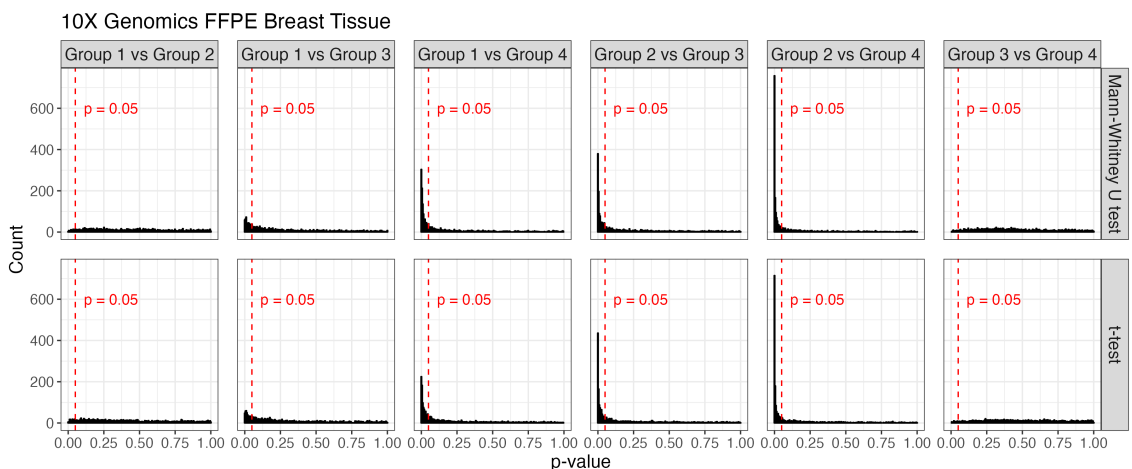 10X Genomics FFPE Breast Tissue
Group 1 vs Group 2 Group 1 vs Group 3 Group 1 vs Group 4 Group 2 vs Group 3 Group 2 vs Group 4 Group 3 vs Group 4
Count
600
400
200
0
p = 0.05 p = 0.05 p = 0.05 p = 0.05 p = 0.05 p = 0.05
Mann-Whitney U test
600
400
200
0
p = 0.05 p = 0.05 p = 0.05 p = 0.05 p = 0.05 p = 0.05
t-test
0.00 0.25 0.50 0.75 1.00 0.00 0.25 0.50 0.75 1.00 0.00 0.25 0.50 0.75 1.00 0.00 0.25 0.50 0.75 1.00 0.00 0.25 0.50 0.75 1.00 0.00 0.25 0.50 0.75 1.00
p-value